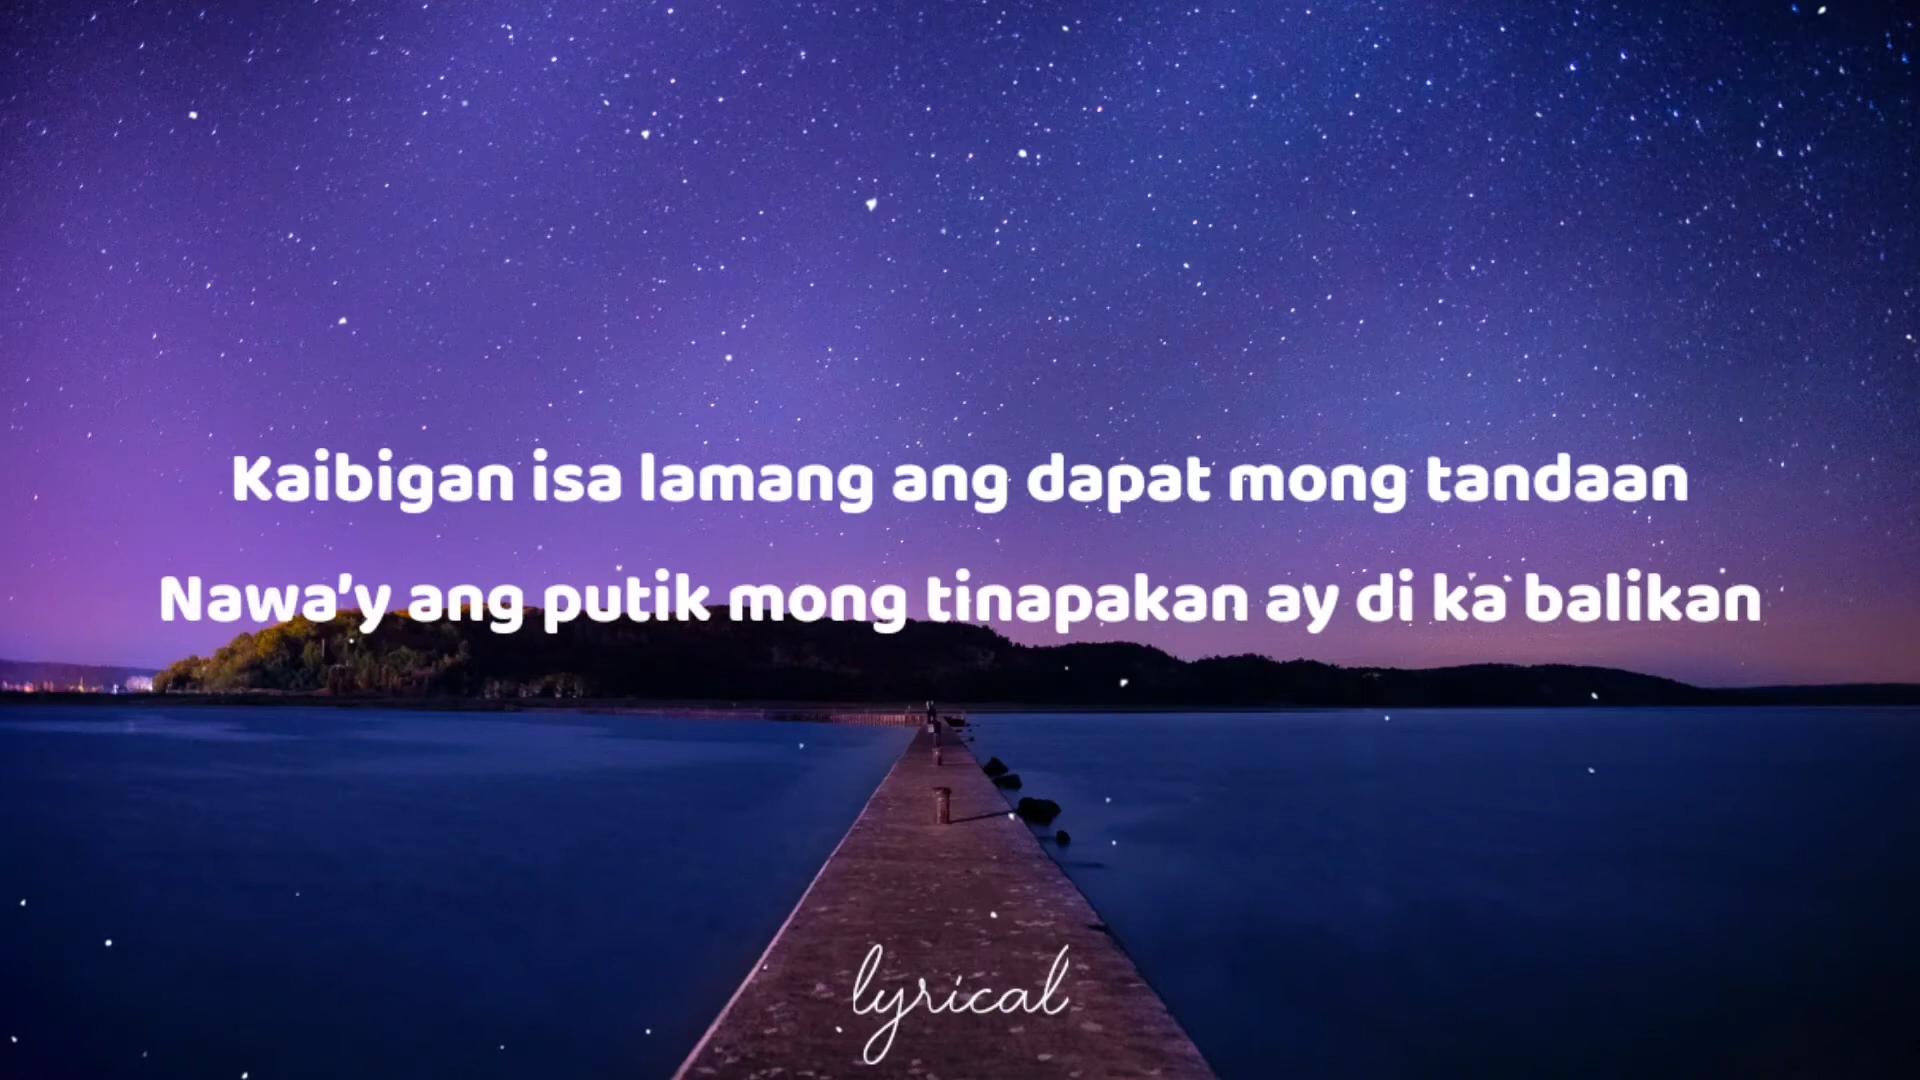 Kaibigan isa lamang ang dapat mong tandaan
Nawa'y ang putik mong tinapakan ay di ka balikan
lyrical